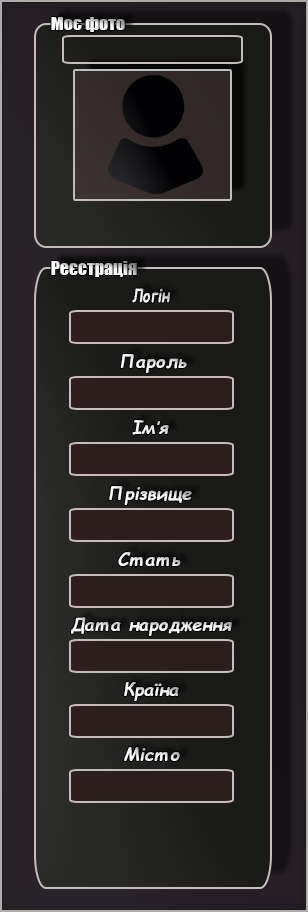 Моє фото
Реєстрація
Логін
Пароль
Ім'я
Прізвище
Стать
Дата народження
Країна
Місто